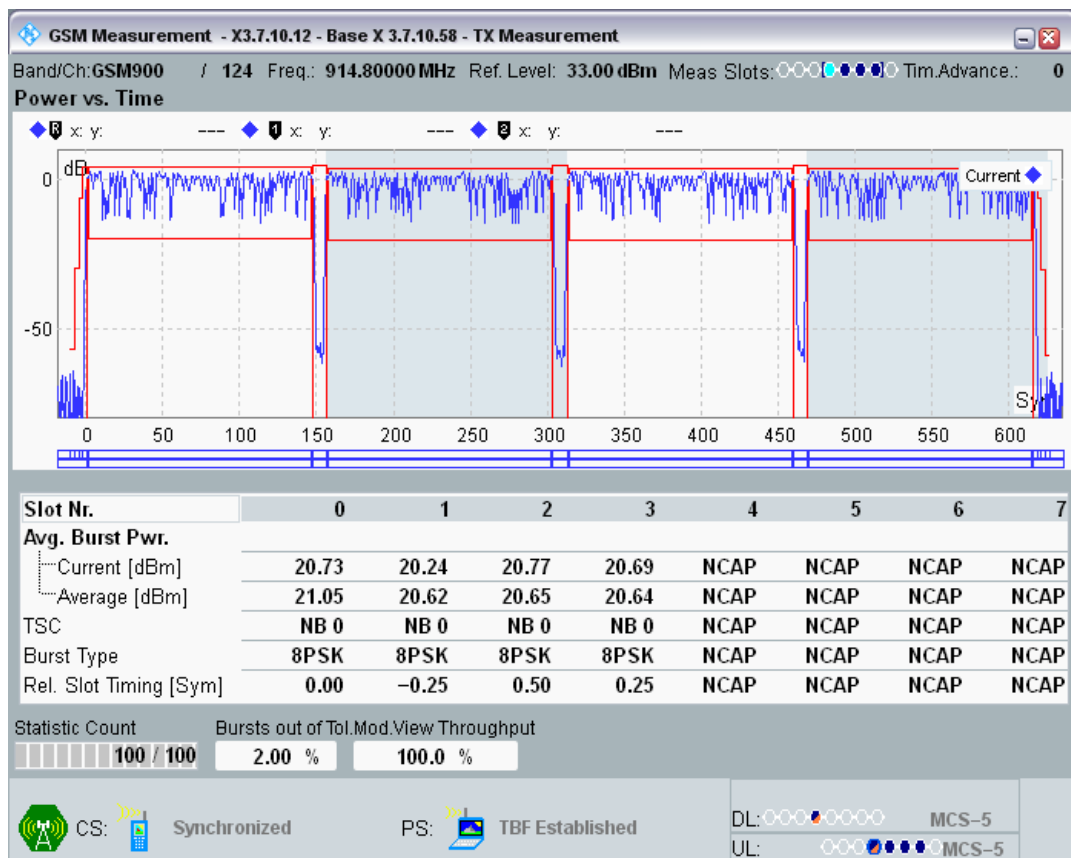 GSM Measurement - X3.7.10.12 - Base X 3.7.10.58 - TX Measurement
Band/Ch:GSM900 / 124 Freq.: 914.80000 MHz Ref. Level: 33.00 dBm Meas Slots: Tim.Advance.: 0
Power vs. Time
R x: y: --- 1 x: y: --- 2 x: y: ---
dB
Current
0
-50
0 50 100 150 200 250 300 350 400 450 500 550 600
Slot Nr. 0 1 2 3 4 5 6 7
Avg. Burst Pwr.
Current [dBm] 20.73 20.24 20.77 20.69 NCAP NCAP NCAP NCAP
Average [dBm] 21.05 20.62 20.65 20.64 NCAP NCAP NCAP NCAP
TSC NB 0 NB 0 NB 0 NB 0 NCAP NCAP NCAP NCAP
Burst Type 8PSK 8PSK 8PSK 8PSK NCAP NCAP NCAP NCAP
Rel. Slot Timing [Sym] 0.00 −0.25 0.50 0.25 NCAP NCAP NCAP NCAP
Statistic Count Bursts out of Tol. Mod.View Throughput
100 / 100 2.00 % 100.0 %
CS: Synchronized PS: TBF Established
DL: MCS−5
UL: MCS−5